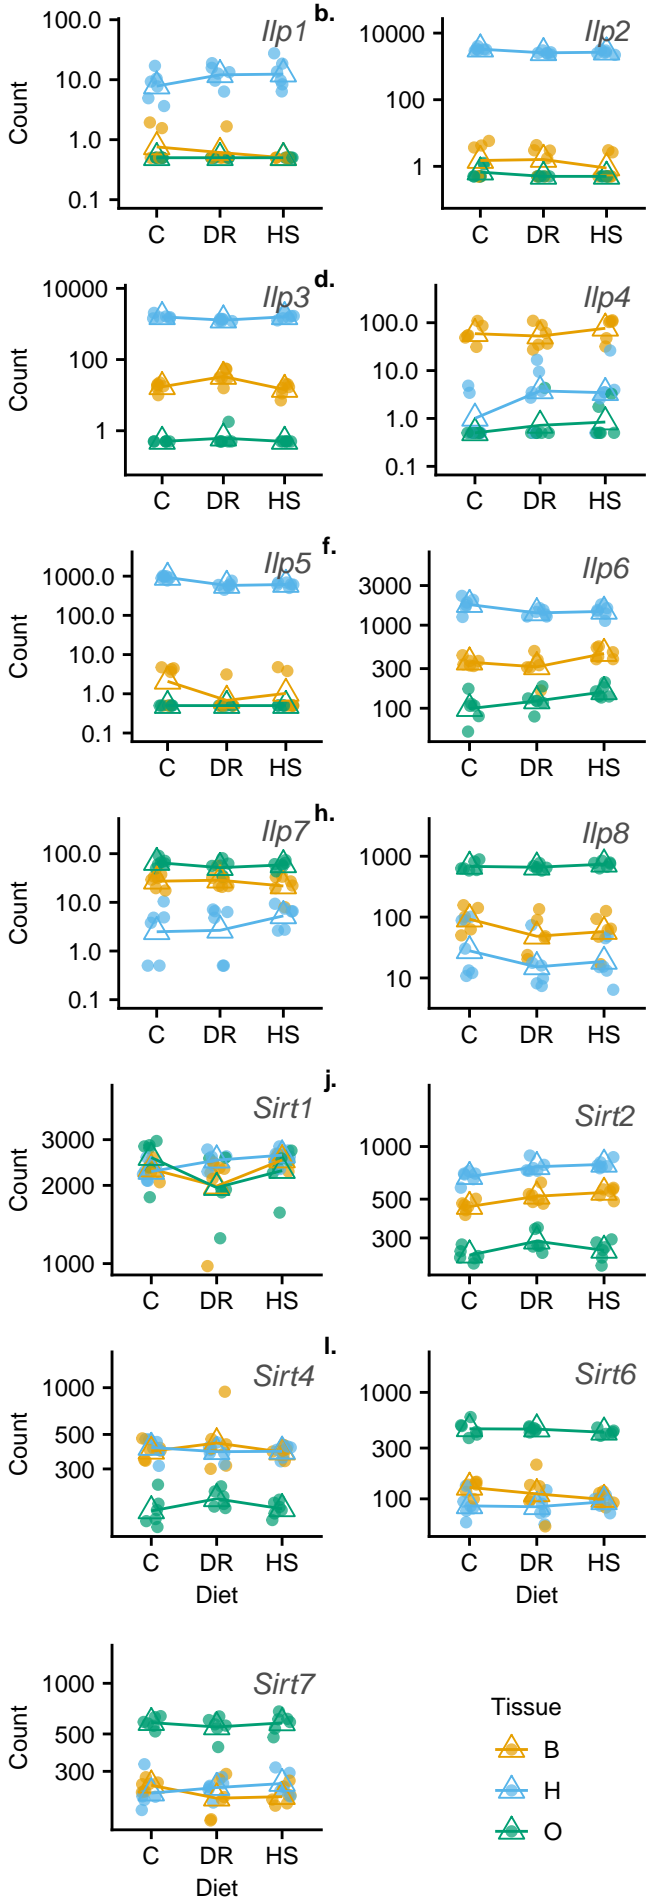 Ilp1
b.
Ilp2
100.0
10.0
1.0
0.1
Count
C DR HS
10000
100
1
C DR HS
Ilp3
d.
Ilp4
10000
100
1
Count
C DR HS
100.0
10.0
1.0
0.1
C DR HS
Ilp5
f.
Ilp6
1000.0
100.0
10.0
1.0
0.1
Count
C DR HS
3000
1000
300
100
C DR HS
Ilp7
h.
Ilp8
100.0
10.0
1.0
0.1
Count
C DR HS
1000
100
10
C DR HS
Sirt1
j.
Sirt2
3000
2000
1000
Count
C DR HS
1000
500
300
C DR HS
Sirt4
l.
Sirt6
1000
500
300
Count
C DR HS
Diet
1000
300
100
C DR HS
Diet
Sirt7
1000
500
300
Count
C DR HS
Diet
Tissue
B
H
O